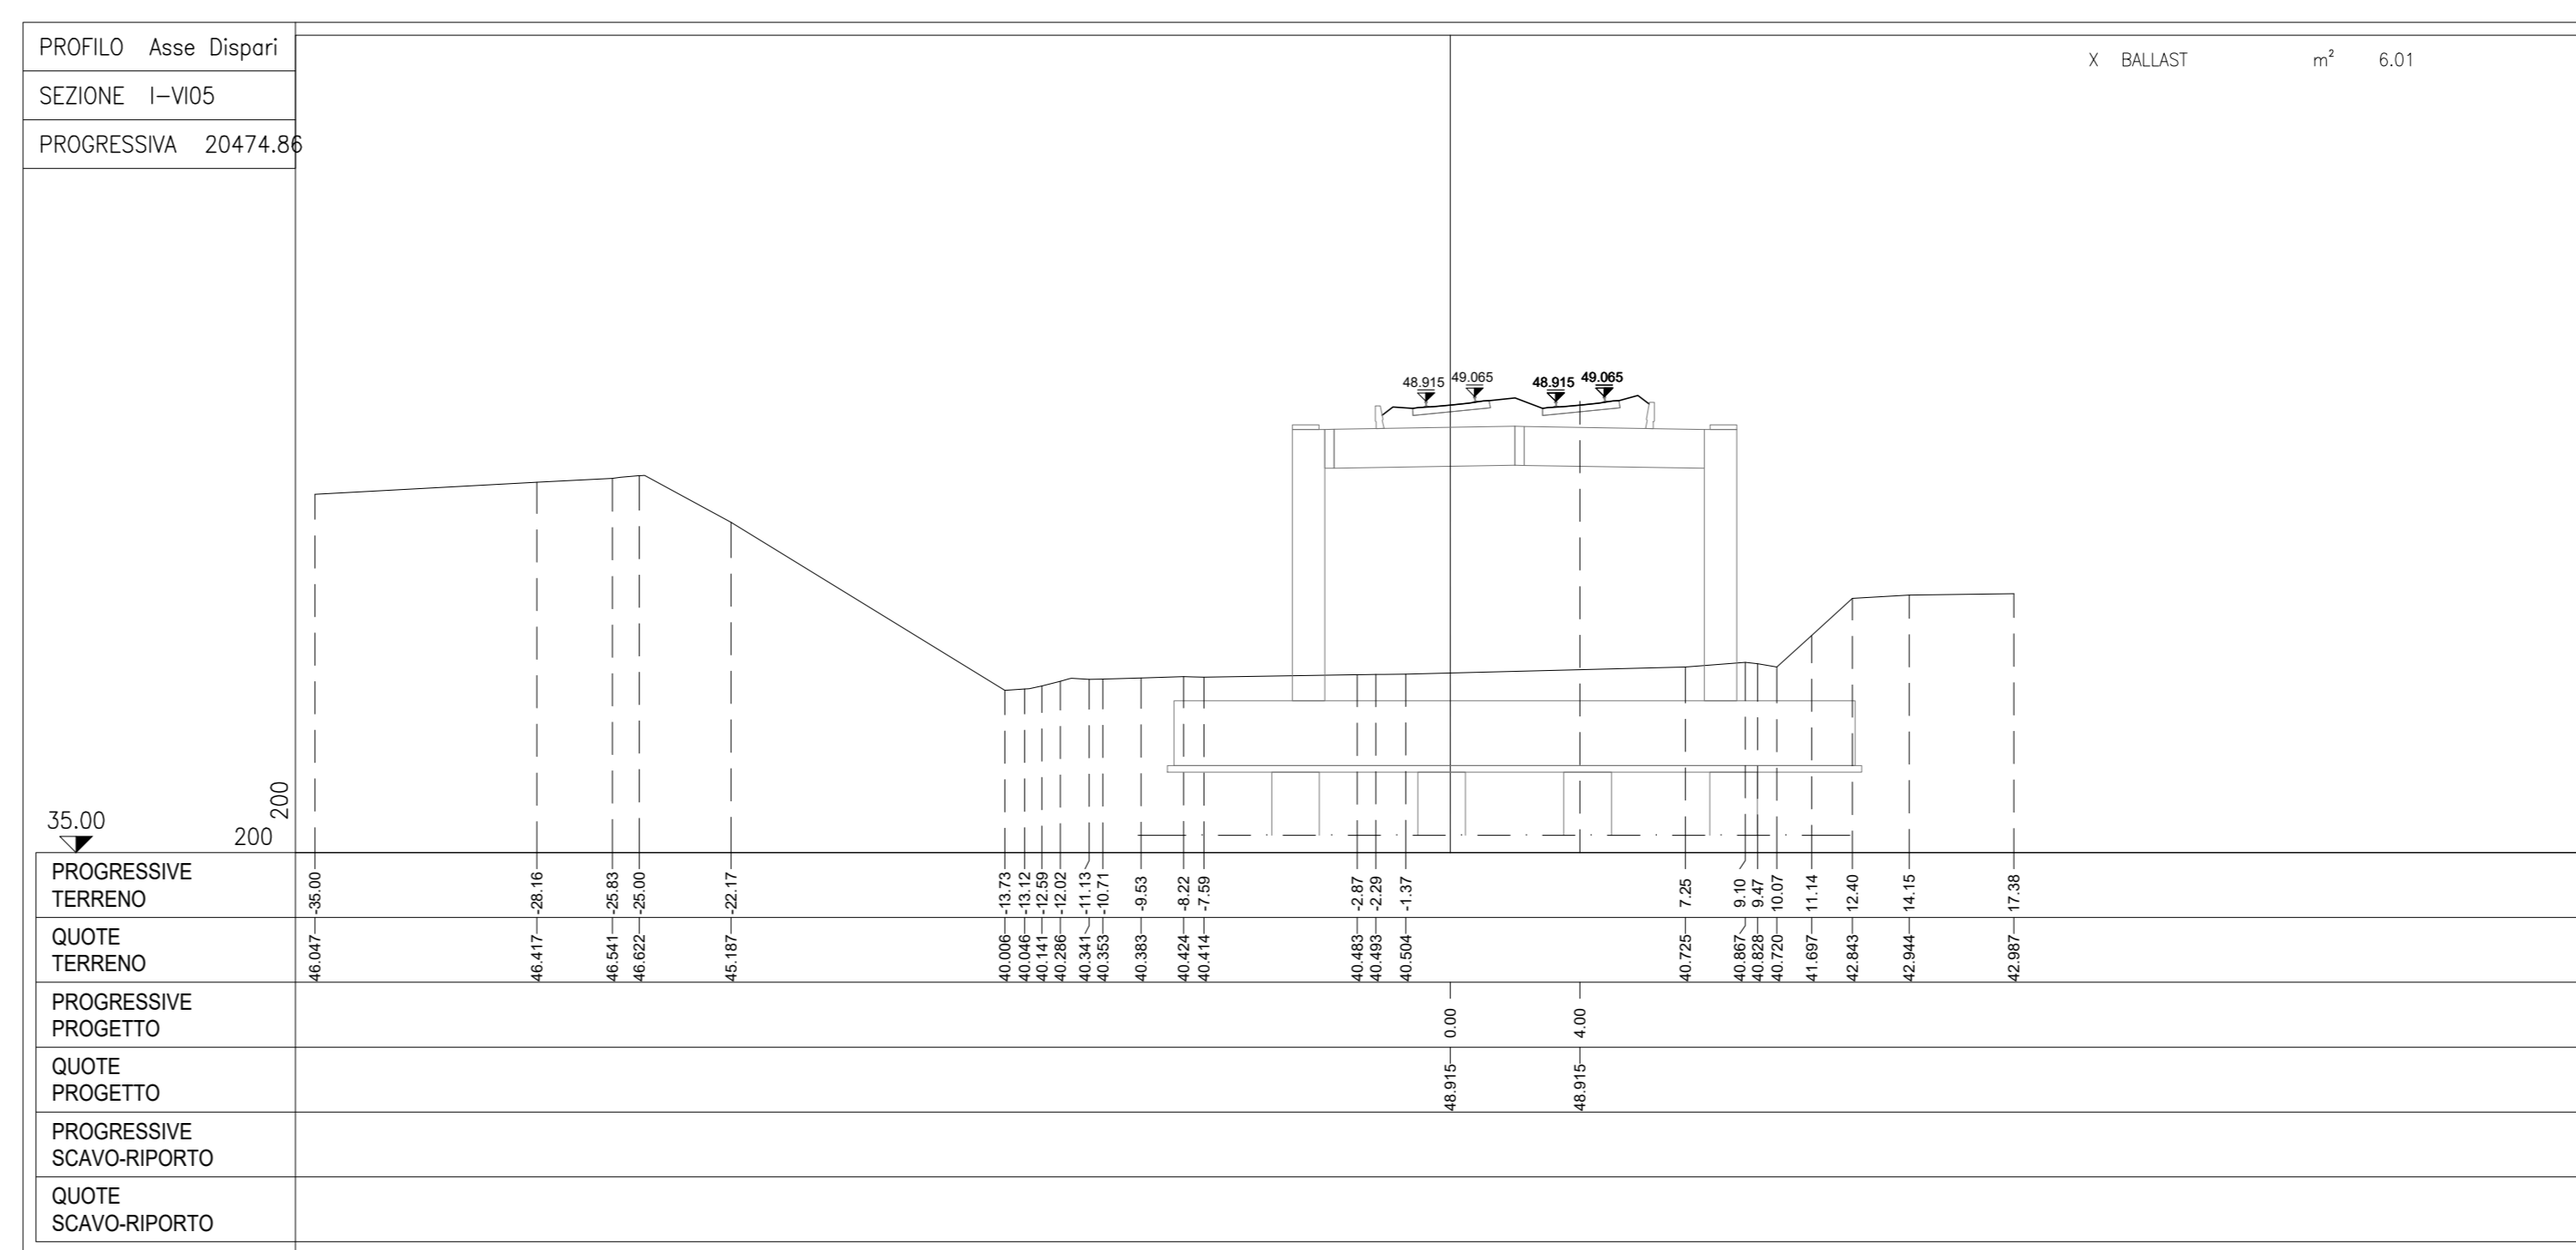 PROFILO Asse Dispari
SEZIONE I-VI05
PROGRESSIVA 20474.86
X BALLAST m² 6.01
48.915 49.065 48.915 49.065
200
200
35.00
PROGRESSIVE
TERRENO
-35.00 -28.16 -25.83 -25.00 -22.17 -13.73 -13.12 -12.59 -12.02 -11.13 -10.71 -9.53 -8.22 -7.59 -2.87 -2.29 -1.37 7.25 9.10 9.47 10.07 11.14 12.40 14.15 17.38
QUOTE
TERRENO
46.047 46.417 46.541 46.622 45.187 40.006 40.046 40.141 40.286 40.341 40.353 40.383 40.424 40.414 40.483 40.493 40.504 40.725 40.867 40.828 40.720 41.697 42.843 42.944 42.987
PROGRESSIVE
PROGETTO
0.00 4.00
QUOTE
PROGETTO
48.915 48.915
PROGRESSIVE
SCAVO-RIPORTO
QUOTE
SCAVO-RIPORTO